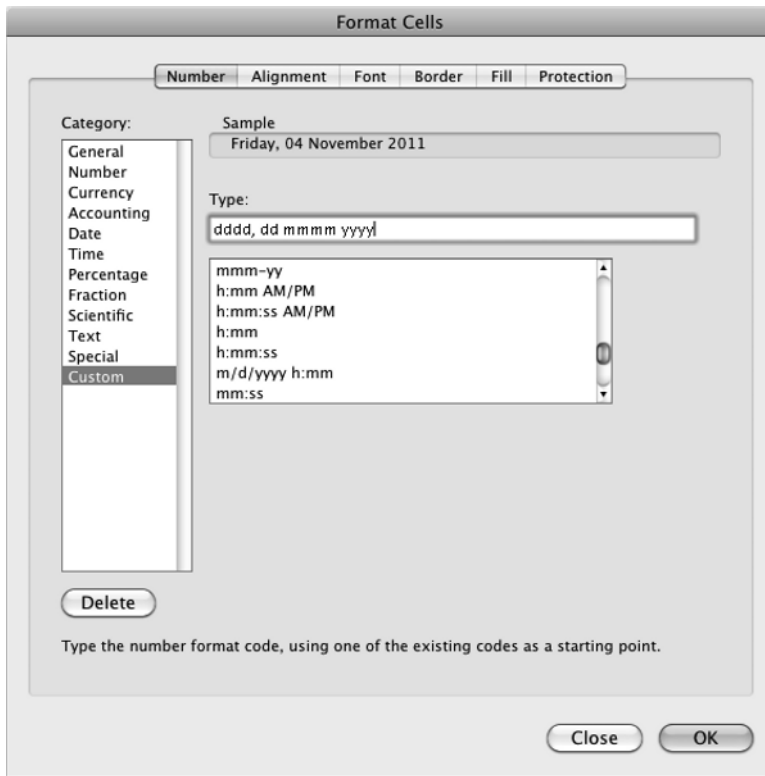 Format Cells
Number Alignment Font Border Fill Protection
Category:
General
Number
Currency
Accounting
Date
Time
Percentage
Fraction
Scientific
Text
Special
Custom
Sample
Friday, 04 November 2011
Type:
dddd, dd mmmm yyyy
mmm-yy
h:mm AM/PM
h:mm:ss AM/PM
h:mm
h:mm:ss
m/d/yyyy h:mm
mm:ss
Delete
Type the number format code, using one of the existing codes as a starting point.
Close OK